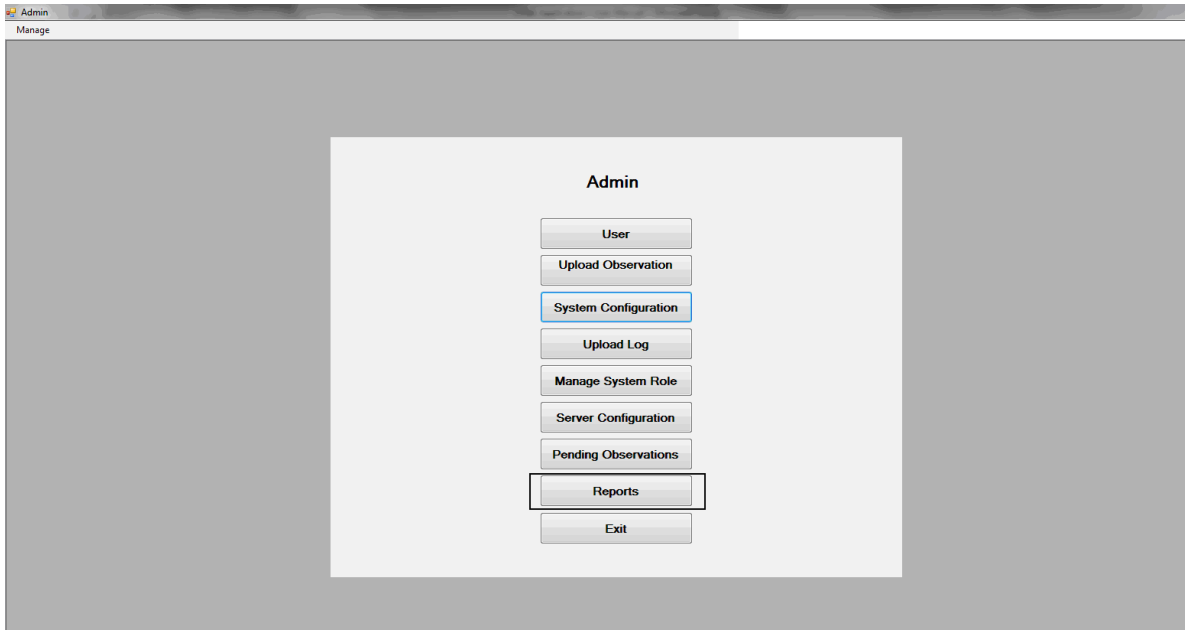 Admin
Manage
Admin
User
Upload Observation
System Configuration
Upload Log
Manage System Role
Server Configuration
Pending Observations
Reports
Exit